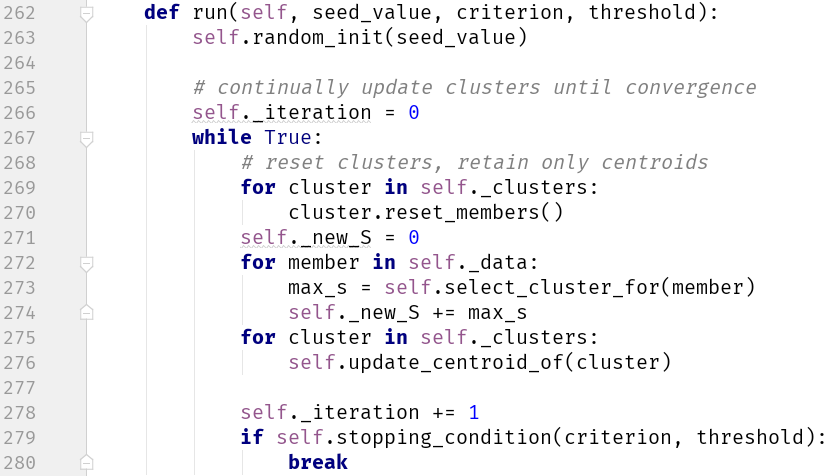 262 def run(self, seed_value, criterion, threshold):
263 self.random_init(seed_value)
264
265 # continually update clusters until convergence
266 self._iteration = 0
267 while True:
268 # reset clusters, retain only centroids
269 for cluster in self._clusters:
270 cluster.reset_members()
271 self._new_S = 0
272 for member in self._data:
273 max_s = self.select_cluster_for(member)
274 self._new_S += max_s
275 for cluster in self._clusters:
276 self.update_centroid_of(cluster)
277
278 self._iteration += 1
279 if self.stopping_condition(criterion, threshold):
280 break